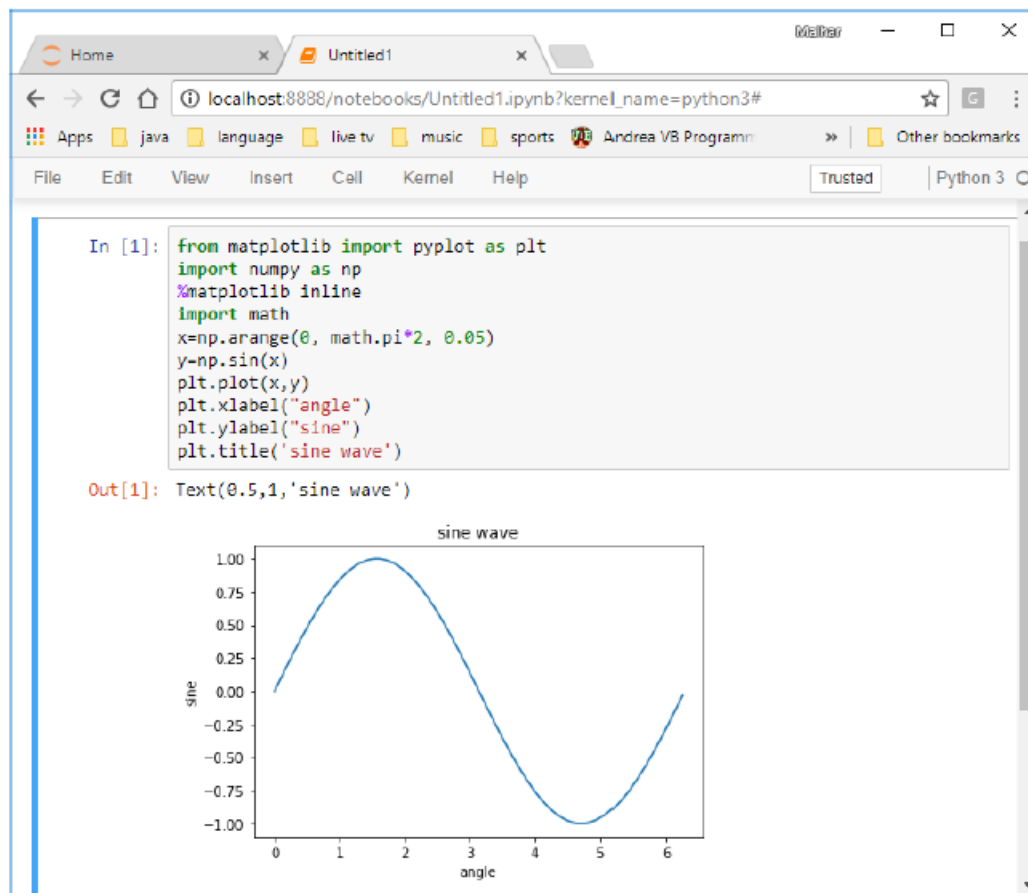 Malhar
Home
Untitled1
localhost:8888/notebooks/Untitled1.ipynb?kernel_name=python3#
G
Apps java language live tv music sports Andrea VB Programm » Other bookmarks
File Edit View Insert Cell Kernel Help Trusted Python 3
In [1]: from matplotlib import pyplot as plt
import numpy as np
%matplotlib inline
import math
x=np.arange(0, math.pi*2, 0.05)
y=np.sin(x)
plt.plot(x,y)
plt.xlabel("angle")
plt.ylabel("sine")
plt.title('sine wave')
Out[1]: Text(0.5,1,'sine wave')
sine wave
1.00
0.75
0.50
0.25
0.00
−0.25
−0.50
−0.75
−1.00
sine
0 1 2 3 4 5 6
angle